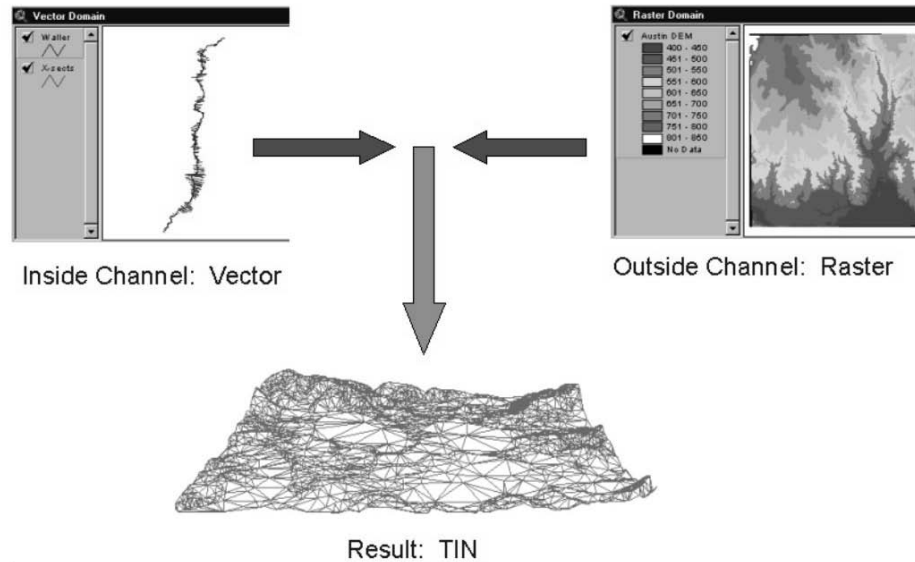 Vector Domain
Waller
X-sects
Raster Domain
Austin DEM
400 - 450
451 - 500
501 - 550
551 - 600
601 - 650
651 - 700
701 - 750
751 - 800
801 - 850
No Data
Inside Channel: Vector
Outside Channel: Raster
Result: TIN